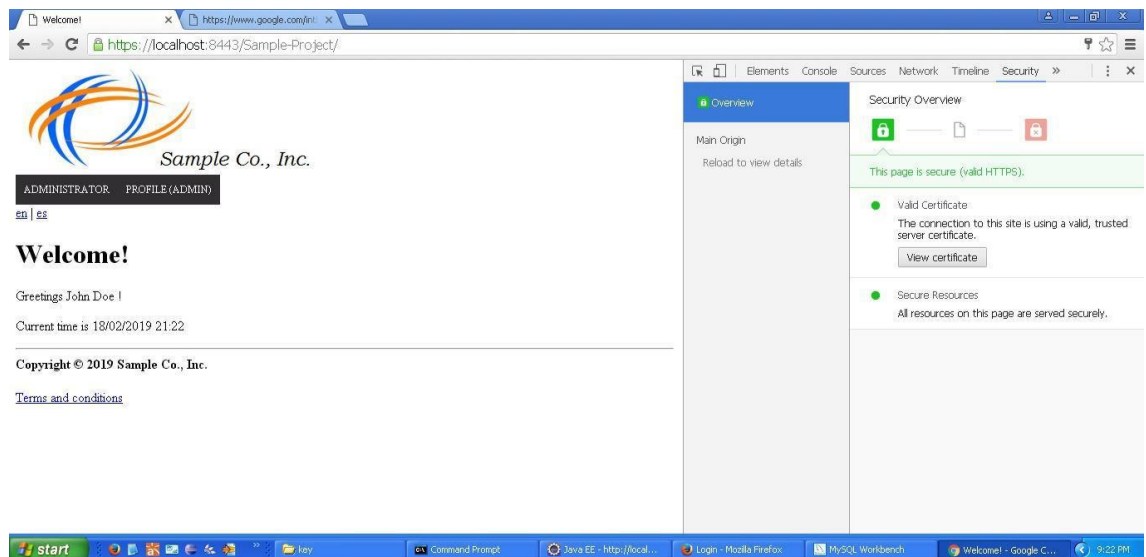 Welcome!
https://www.google.com/int
https://localhost:8443/Sample-Project/
Elements Console Sources Network Timeline Security »
Sample Co., Inc.
ADMINISTRATOR PROFILE (ADMIN)
en | es
Welcome!
Greetings John Doe !
Current time is 18/02/2019 21:22
Copyright © 2019 Sample Co., Inc.
Terms and conditions
Overview
Main Origin
Reload to view details
Security Overview
This page is secure (valid HTTPS).
Valid Certificate
The connection to this site is using a valid, trusted
server certificate.
View certificate
Secure Resources
All resources on this page are served securely.
start
key
Command Prompt
Java EE - http://local...
Login - Mozilla Firefox
MySQL Workbench
Welcome! - Google C...
9:22 PM